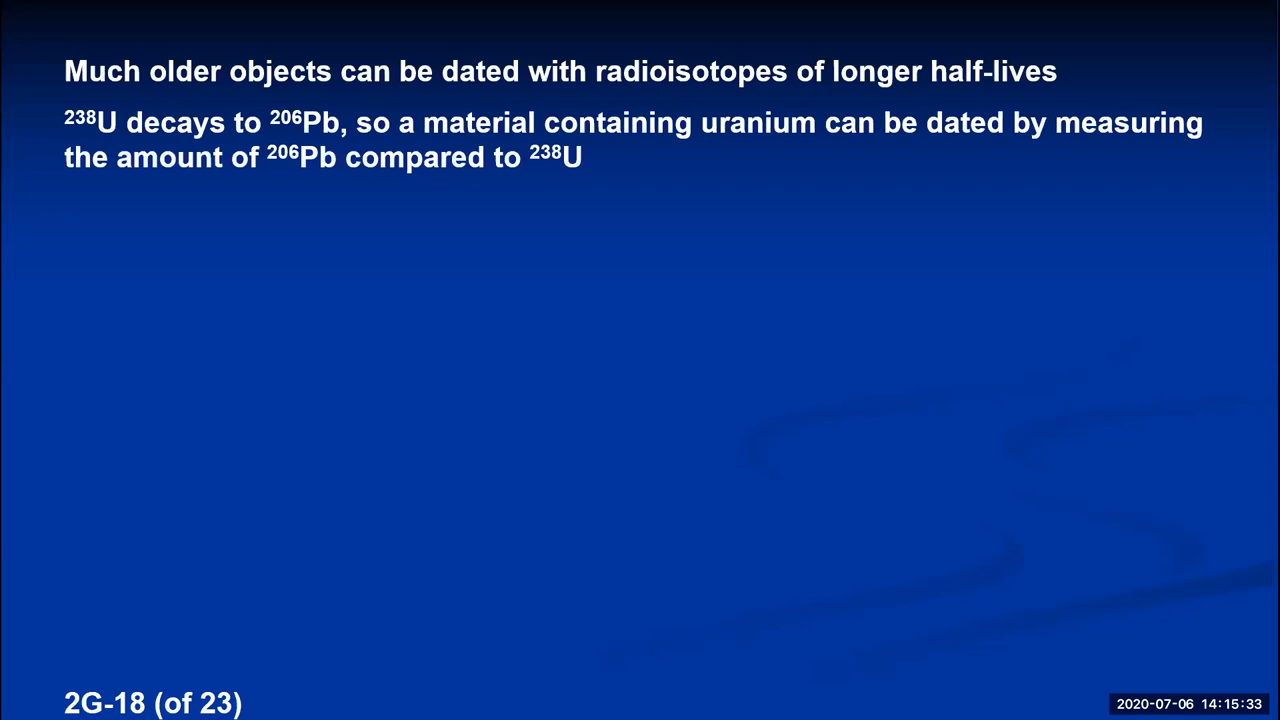 Much older objects can be dated with radioisotopes of longer half-lives
²³⁸U decays to ²⁰⁶Pb, so a material containing uranium can be dated by measuring
the amount of ²⁰⁶Pb compared to ²³⁸U
2G-18 (of 23)
2020-07-06 14:15:33